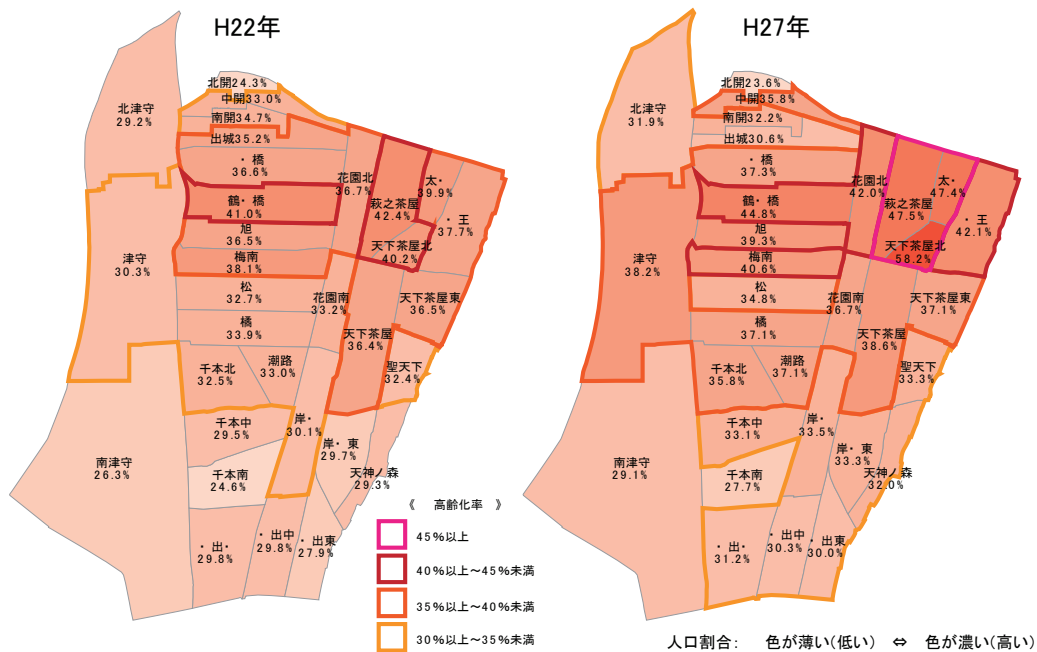 H22年
北開24.3%
中開33.0%
南開34.7%
出城35.2%
・橋
36.6%
北津守
29.2%
花園北
36.7%
太・
39.9%
萩之茶屋
42.4%
鶴・橋
41.0%
・王
37.7%
旭
36.5%
天下茶屋北
40.2%
梅南
38.1%
津守
30.3%
松
32.7%
花園南
33.2%
天下茶屋東
36.5%
橘
33.9%
天下茶屋
36.4%
潮路
33.0%
千本北
32.5%
聖天下
32.4%
千本中
29.5%
岸・
30.1%
岸・東
29.7%
南津守
26.3%
千本南
24.6%
天神ノ森
29.3%
・出・
29.8%
・出中
29.8%
・出東
27.9%
《 高齢化率 》
45%以上
40%以上～45%未満
35%以上～40%未満
30%以上～35%未満
H27年
北開23.6%
中開35.8%
南開32.2%
出城30.6%
・橋
37.3%
北津守
31.9%
花園北
42.0%
太・
47.4%
萩之茶屋
47.5%
鶴・橋
44.8%
・王
42.1%
旭
39.3%
天下茶屋北
58.2%
梅南
40.6%
津守
38.2%
松
34.8%
花園南
36.7%
天下茶屋東
37.1%
橘
37.1%
天下茶屋
38.6%
潮路
37.1%
千本北
35.8%
聖天下
33.3%
千本中
33.1%
岸・
33.5%
岸・東
33.3%
南津守
29.1%
千本南
27.7%
天神ノ森
32.0%
・出・
31.2%
・出中
30.3%
・出東
30.0%
人口割合： 色が薄い(低い) ⇔ 色が濃い(高い)